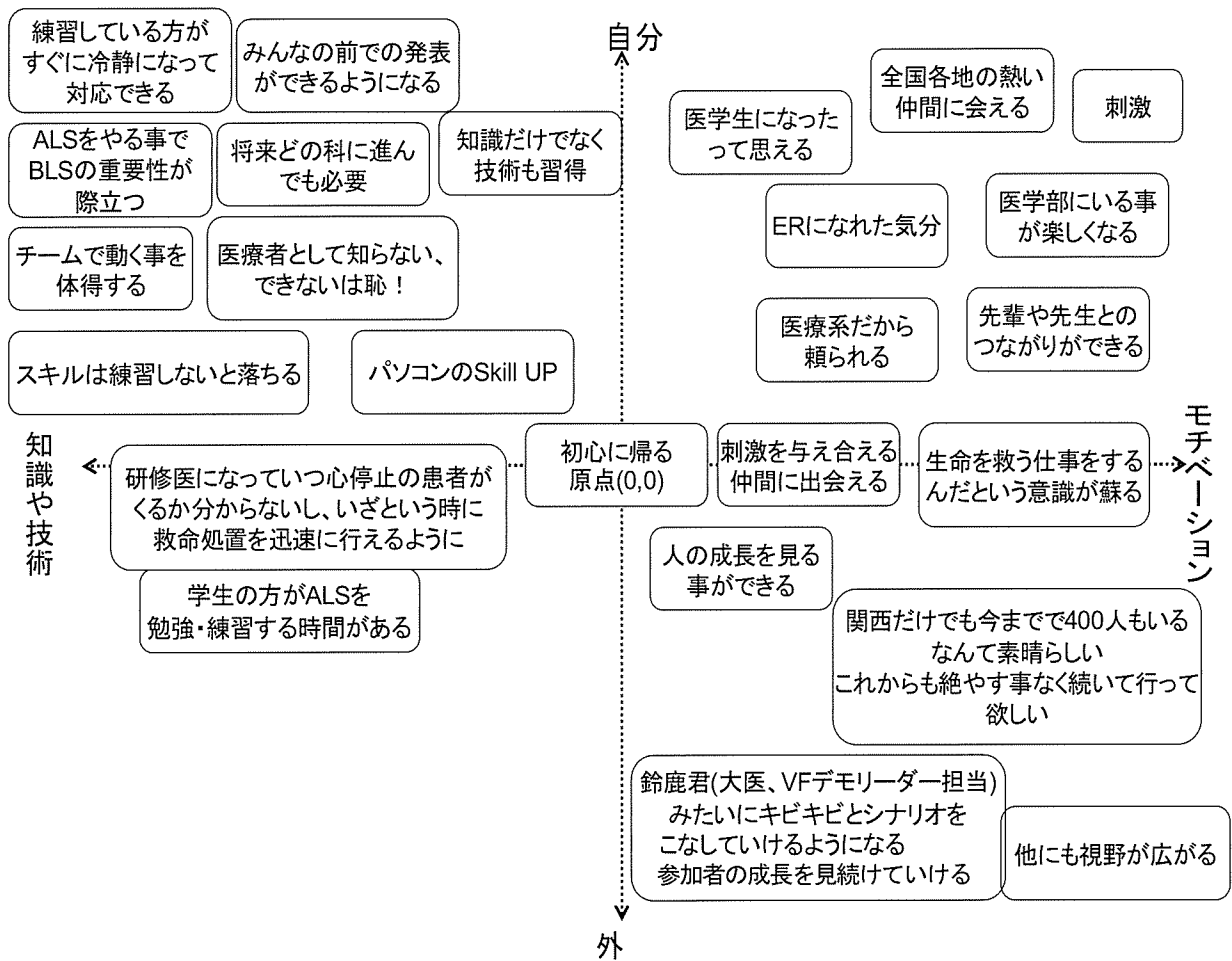 自分
練習している方が
すぐに冷静になって
対応できる
みんなの前での発表
ができるようになる
ALSをやる事で
BLSの重要性が
際立つ
将来どの科に進ん
でも必要
知識だけでなく
技術も習得
チームで動く事を
体得する
医療者として知らない、
できないは恥！
スキルは練習しないと落ちる
パソコンのSkill UP
医学生になった
って思える
全国各地の熱い
仲間に会える
刺激
ERになれた気分
医学部にいる事
が楽しくなる
医療系だから
頼られる
先輩や先生との
つながりができる
知識や技術
研修医になっていつ心停止の患者が
くるか分からないし、いざという時に
救命処置を迅速に行えるように
学生の方がALSを
勉強・練習する時間がある
初心に帰る
原点(0,0)
刺激を与え合える
仲間に出会える
生命を救う仕事をする
んだという意識が蘇る
モチベーション
人の成長を見る
事ができる
関西だけでも今までで400人もいる
なんて素晴らしい
これからも絶やす事なく続いて行って
欲しい
鈴鹿君(大医、VFデモリーダー担当)
みたいにキビキビとシナリオを
こなしていけるようになる
参加者の成長を見続けていける
他にも視野が広がる
外